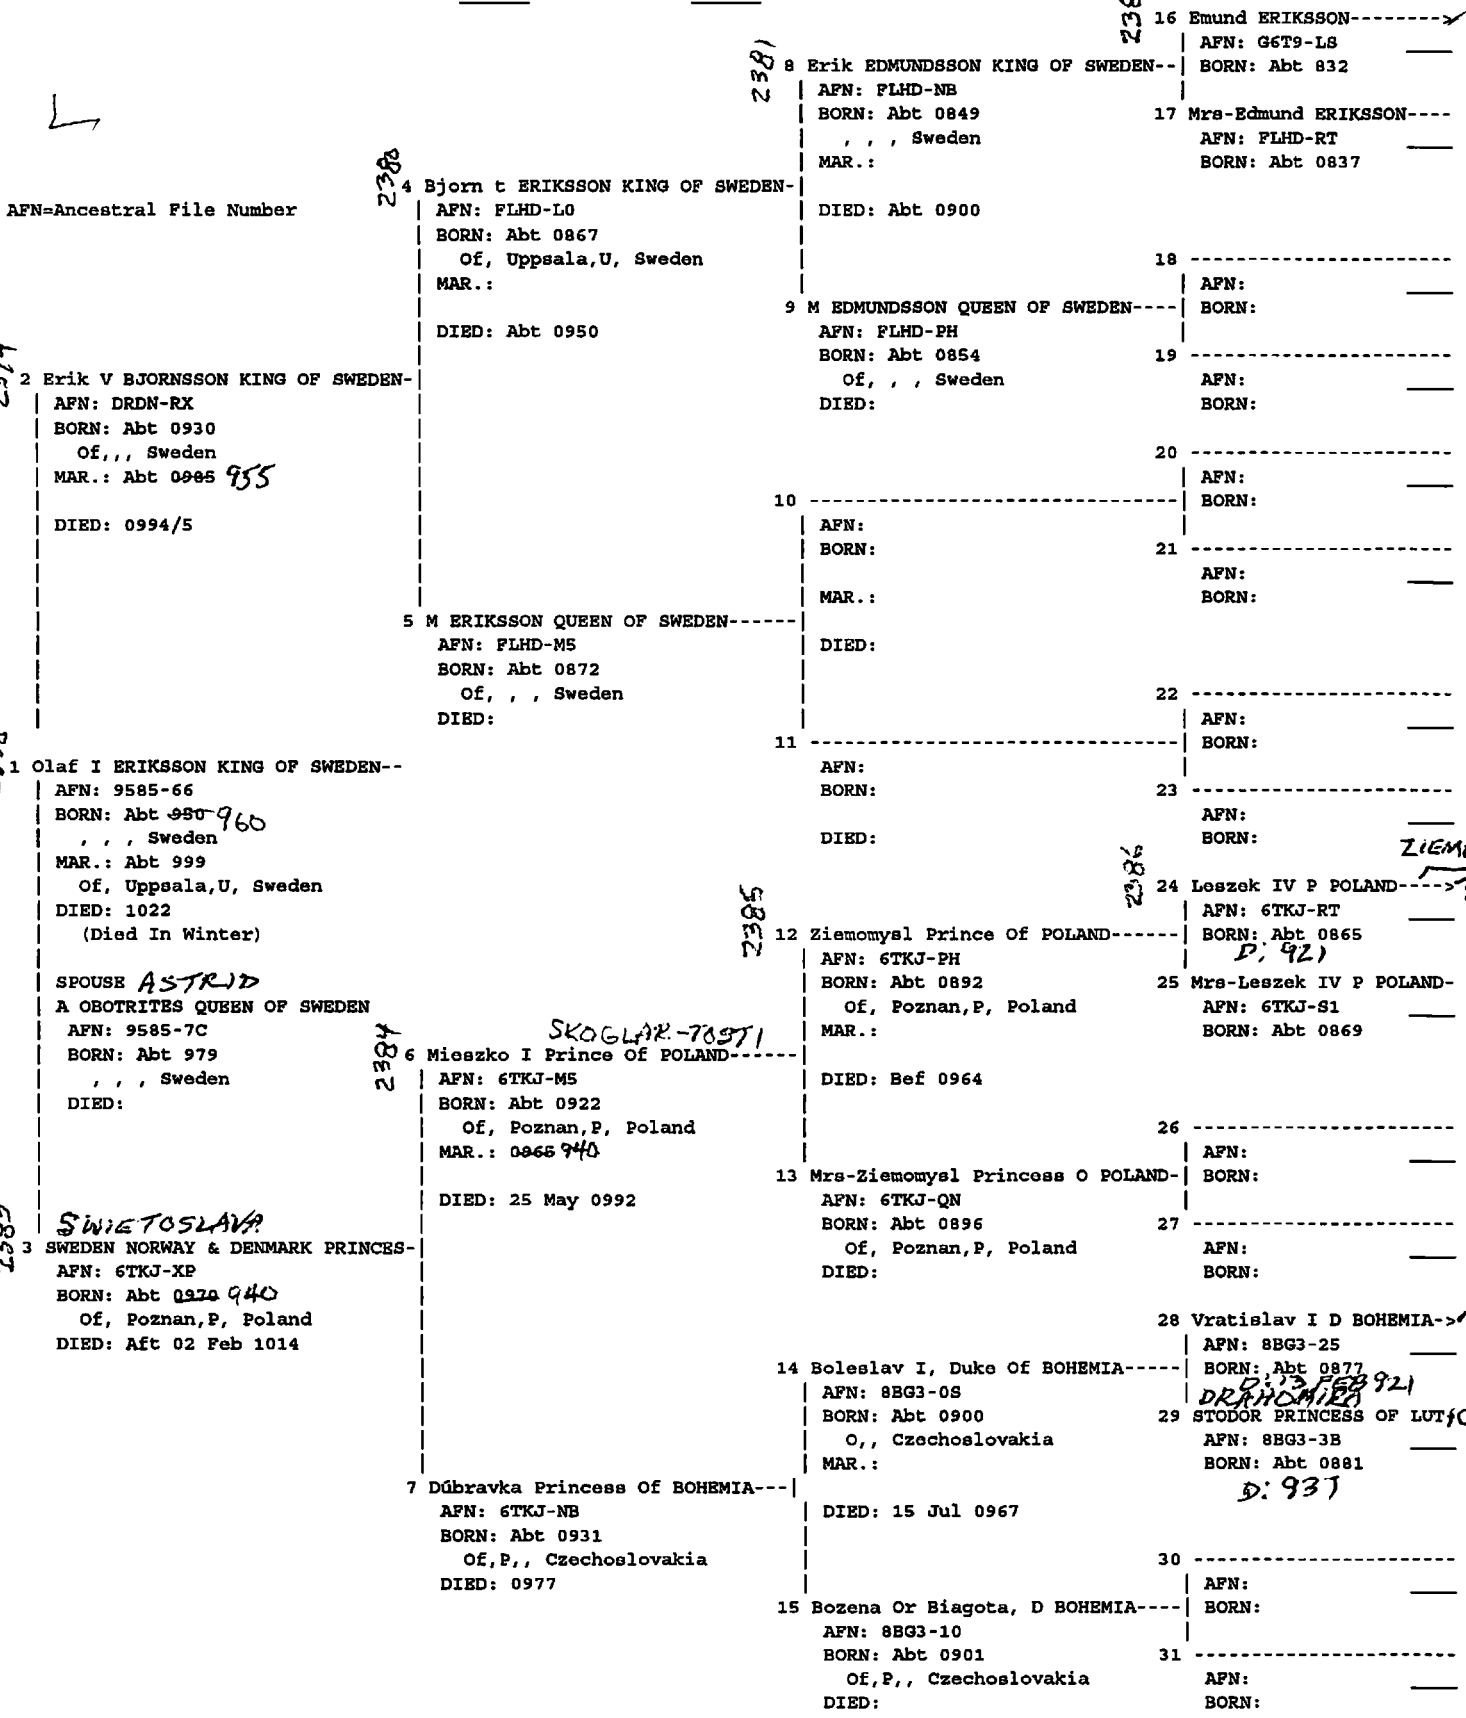 AFN=Ancestral File Number
2 Erik V BJORNSSON KING OF SWEDEN-
AFN: DRDN-RX
BORN: Abt 0930
Of,,, Sweden
MAR.: Abt 0985 955
DIED: 0994/5
1 Olaf I ERIKSSON KING OF SWEDEN--
AFN: 9585-66
BORN: Abt 950 960
, , , Sweden
MAR.: Abt 999
Of, Uppsala,U, Sweden
DIED: 1022
(Died In Winter)
SPOUSE ASTRID
A OBOTRITES QUEEN OF SWEDEN
AFN: 9585-7C
BORN: Abt 979
, , , Sweden
DIED:
2383
SWIETOSLAVA
3 SWEDEN NORWAY & DENMARK PRINCES-
AFN: 6TKJ-XP
BORN: Abt 0970 940
Of, Poznan,P, Poland
DIED: Aft 02 Feb 1014
2380
4 Bjorn t ERIKSSON KING OF SWEDEN-
AFN: FLHD-L0
BORN: Abt 0867
Of, Uppsala,U, Sweden
MAR.:
DIED: Abt 0950
5 M ERIKSSON QUEEN OF SWEDEN------
AFN: FLHD-M5
BORN: Abt 0872
Of, , , Sweden
DIED:
2384
SKOGLAR-TOSTI
6 Mieszko I Prince Of POLAND------
AFN: 6TKJ-M5
BORN: Abt 0922
Of, Poznan,P, Poland
MAR.: 0965 940
DIED: 25 May 0992
7 Dúbravka Princess Of BOHEMIA---
AFN: 6TKJ-NB
BORN: Abt 0931
Of,P,, Czechoslovakia
DIED: 0977
2381
8 Erik EDMUNDSSON KING OF SWEDEN--
AFN: FLHD-NB
BORN: Abt 0849
, , , Sweden
MAR.:
DIED: Abt 0900
9 M EDMUNDSSON QUEEN OF SWEDEN----
AFN: FLHD-PH
BORN: Abt 0854
Of, , , Sweden
DIED:
10
AFN:
BORN:
MAR.:
DIED:
11
AFN:
BORN:
DIED:
2385
12 Ziemomysl Prince Of POLAND------
AFN: 6TKJ-PH
BORN: Abt 0892
Of, Poznan,P, Poland
MAR.:
DIED: Bef 0964
13 Mrs-Ziemomysl Princess O POLAND-
AFN: 6TKJ-QN
BORN: Abt 0896
Of, Poznan,P, Poland
DIED:
14 Boleslav I, Duke Of BOHEMIA-----
AFN: 8BG3-0S
BORN: Abt 0900
O,, Czechoslovakia
MAR.:
DIED: 15 Jul 0967
15 Bozena Or Biagota, D BOHEMIA----
AFN: 8BG3-10
BORN: Abt 0901
Of,P,, Czechoslovakia
DIED:
16 Emund ERIKSSON-------->
AFN: G6T9-LS
BORN: Abt 832
17 Mrs-Edmund ERIKSSON----
AFN: FLHD-RT
BORN: Abt 0837
18
AFN:
BORN:
19
AFN:
BORN:
20
AFN:
BORN:
21
AFN:
BORN:
22
AFN:
BORN:
23
AFN:
BORN:
2386
24 Leszek IV P POLAND---->
AFN: 6TKJ-RT
BORN: Abt 0865
D: 921
25 Mrs-Leszek IV P POLAND-
AFN: 6TKJ-S1
BORN: Abt 0869
26
AFN:
BORN:
27
AFN:
BORN:
28 Vratislav I D BOHEMIA->
AFN: 8BG3-25
BORN: Abt 0877
D: 13 FEB 921
DRAHOMIRA
29 STODOR PRINCESS OF LUT
AFN: 8BG3-3B
BORN: Abt 0881
D: 937
30
AFN:
BORN:
31
AFN:
BORN: